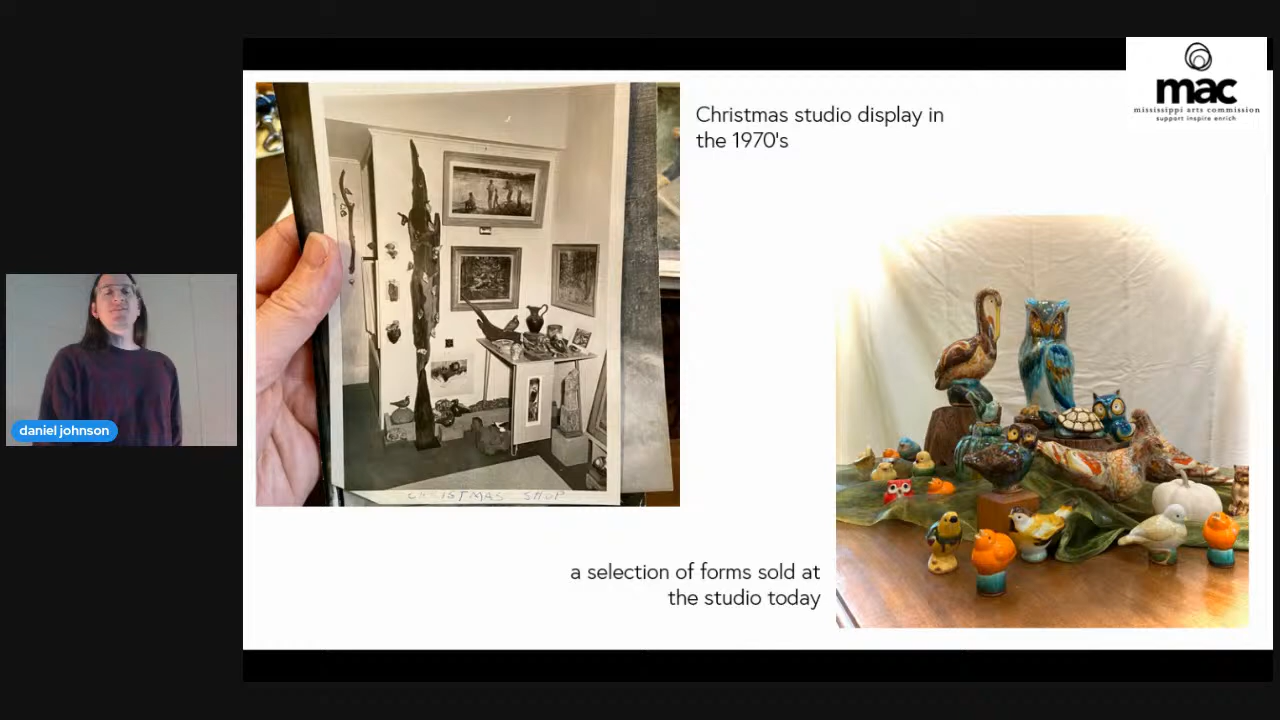 mac
mississippi arts commission
support inspire enrich
Christmas studio display in
the 1970's
CHRISTMAS SHOP
daniel johnson
a selection of forms sold at
the studio today